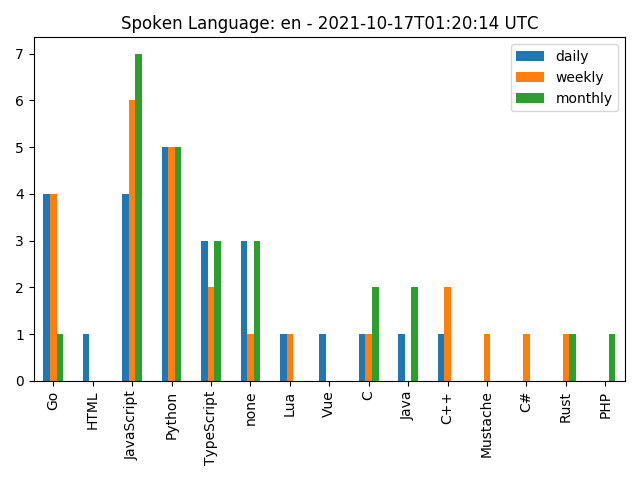 Spoken Language: en - 2021-10-17T01:20:14 UTC
daily
weekly
monthly
7
6
5
4
3
2
1
0
Go
HTML
JavaScript
Python
TypeScript
none
Lua
Vue
C
Java
C++
Mustache
C#
Rust
PHP